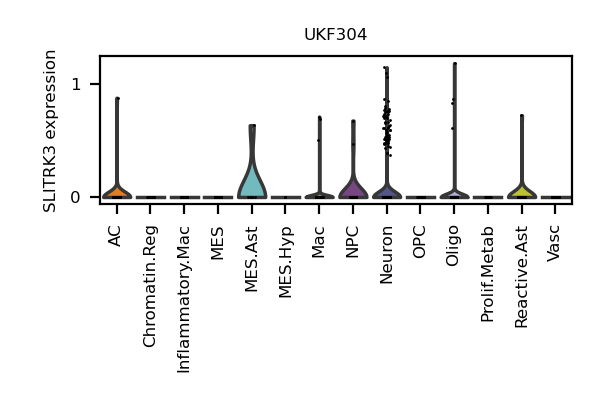 UKF304
SLITRK3 expression
1
0
AC
Chromatin.Reg
Inflammatory.Mac
MES
MES.Ast
MES.Hyp
Mac
NPC
Neuron
OPC
Oligo
Prolif.Metab
Reactive.Ast
Vasc